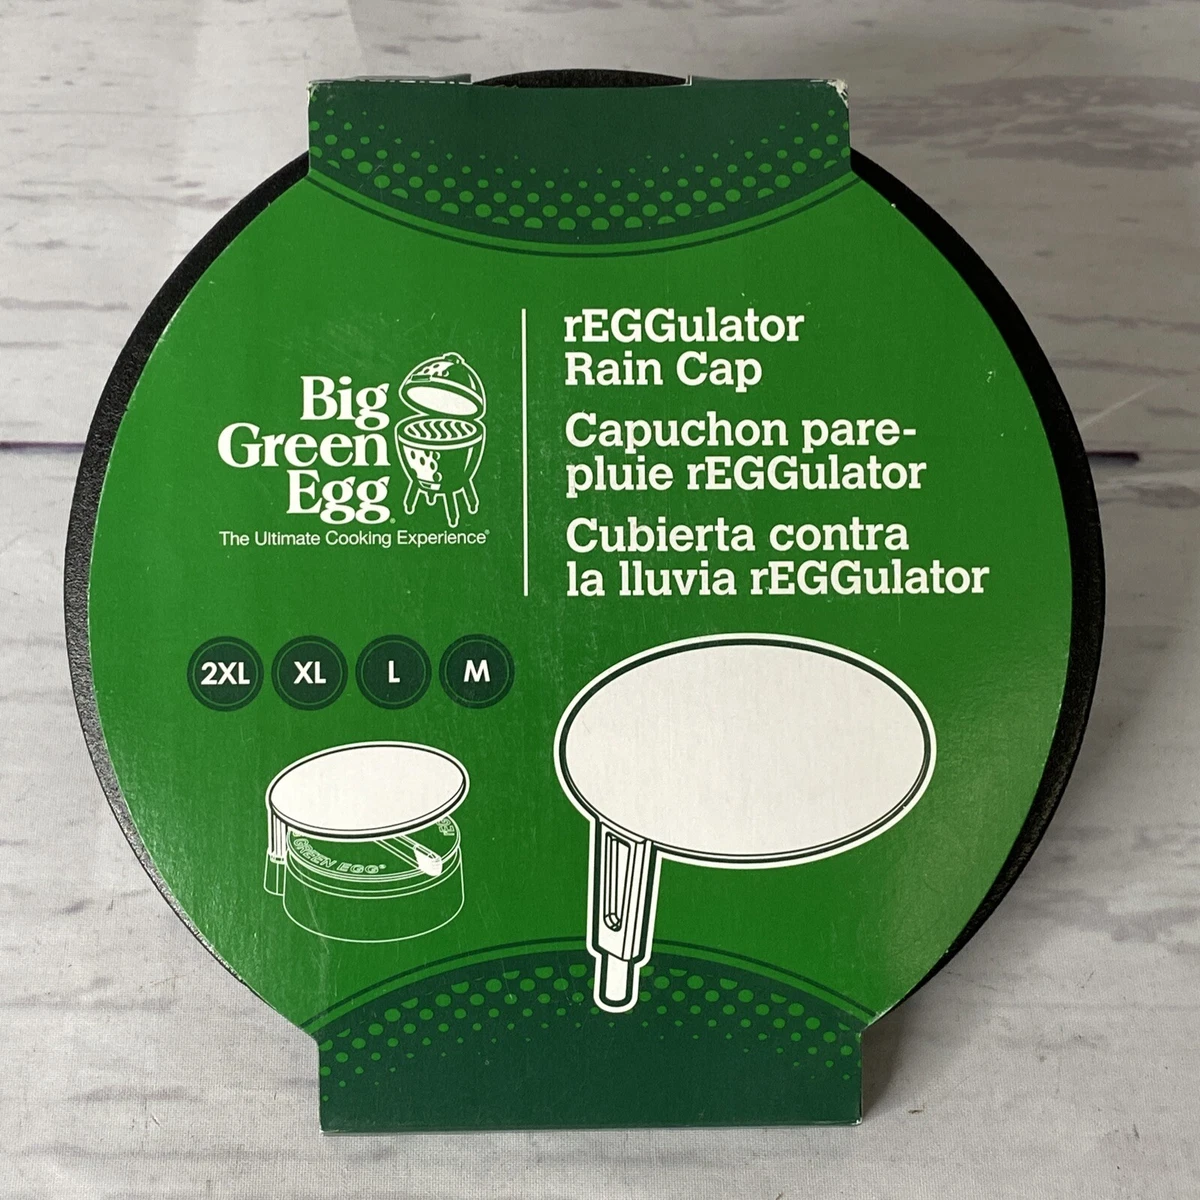 Big
Green
Egg®
The Ultimate Cooking Experience®
rEGGulator
Rain Cap
Capuchon pare-
pluie rEGGulator
Cubierta contra
la lluvia rEGGulator
2XL XL L M
GREEN EGG®